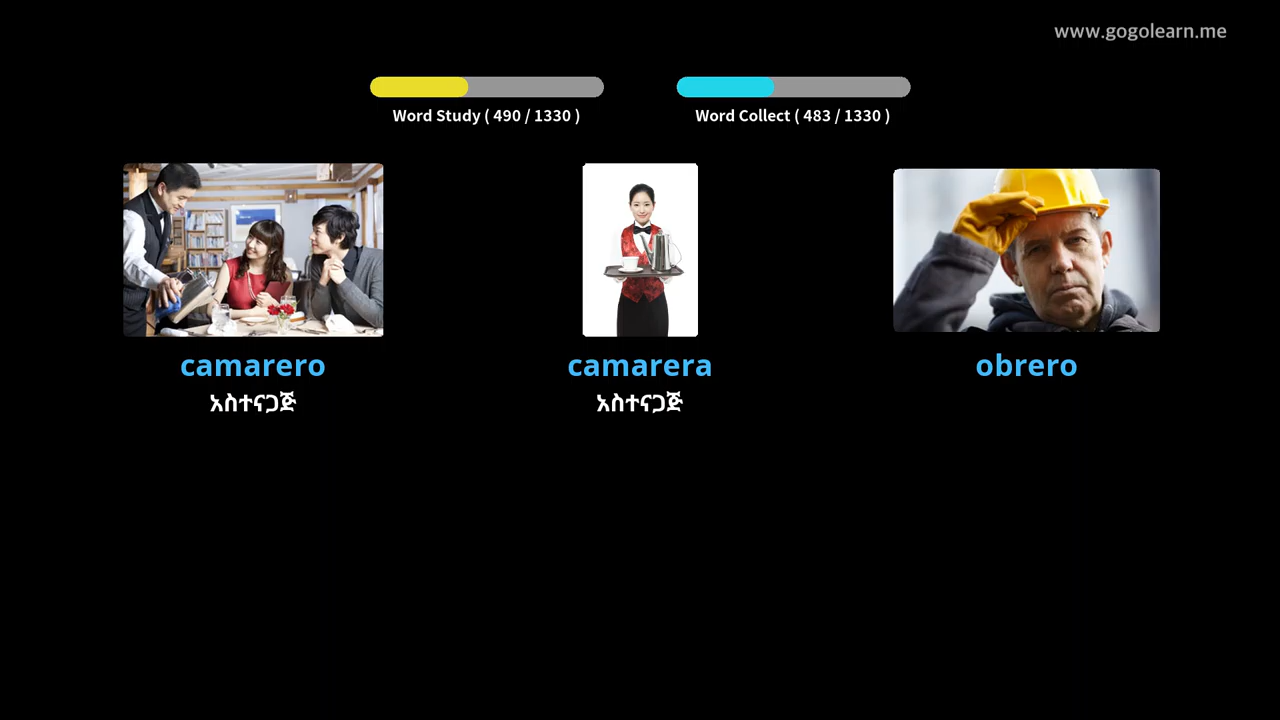 www.gogolearn.me
Word Study ( 490 / 1330 )
Word Collect ( 483 / 1330 )
camarero
camarera
obrero
አስተናጋጅ
አስተናጋጅ